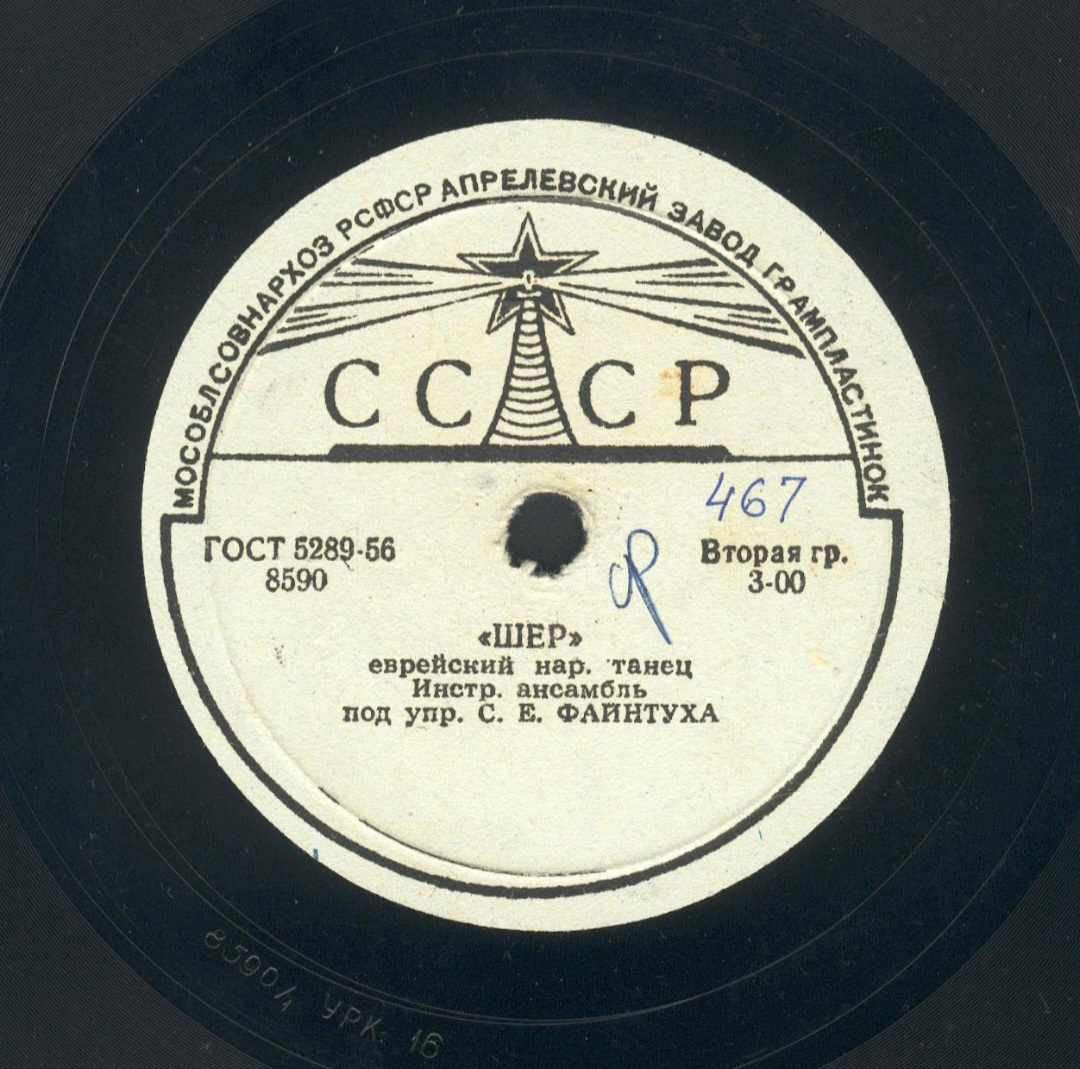 МОСОБЛСОВНАРХОЗ РСФСР АПРЕЛЕВСКИЙ ЗАВОД ГРАМПЛАСТИНОК
СССР
467
ГОСТ 5289-56
8590
Вторая гр.
3-00
«ШЕР»
еврейский нар. танец
Инстр. ансамбль
под упр. С. Е. ФАЙНТУХА
УРК. 16